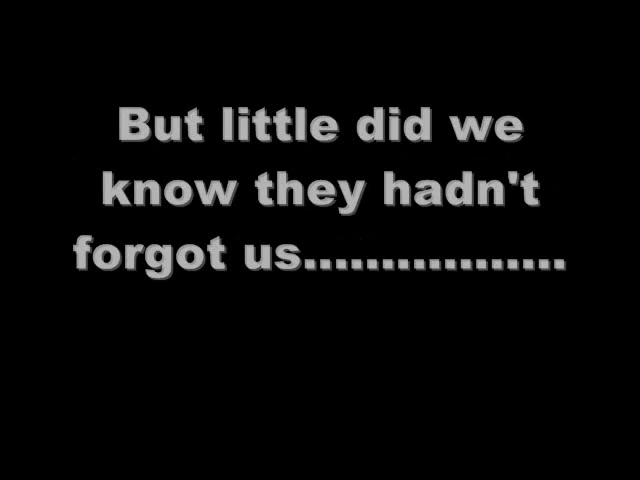 But little did we
know they hadn't
forgot us.................